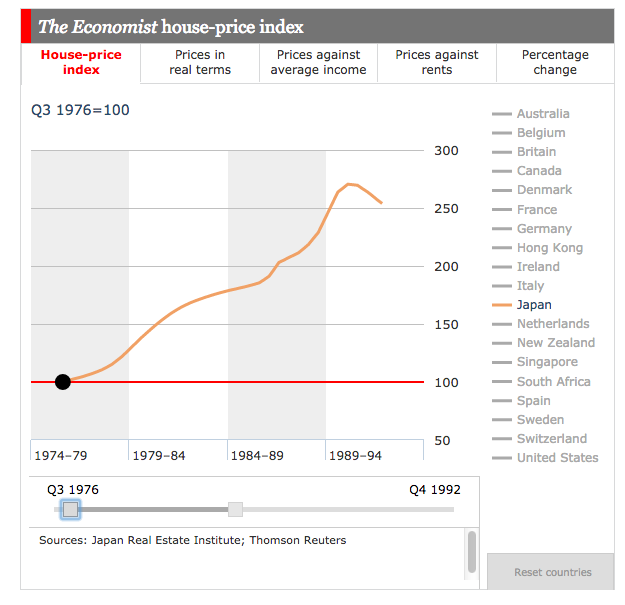 The Economist house-price index
House-price
index
Prices in
real terms
Prices against
average income
Prices against
rents
Percentage
change
Q3 1976=100
300
250
200
150
100
50
1974–79
1979–84
1984–89
1989–94
Australia
Belgium
Britain
Canada
Denmark
France
Germany
Hong Kong
Ireland
Italy
Japan
Netherlands
New Zealand
Singapore
South Africa
Spain
Sweden
Switzerland
United States
Q3 1976
Q4 1992
Sources: Japan Real Estate Institute; Thomson Reuters
Reset countries